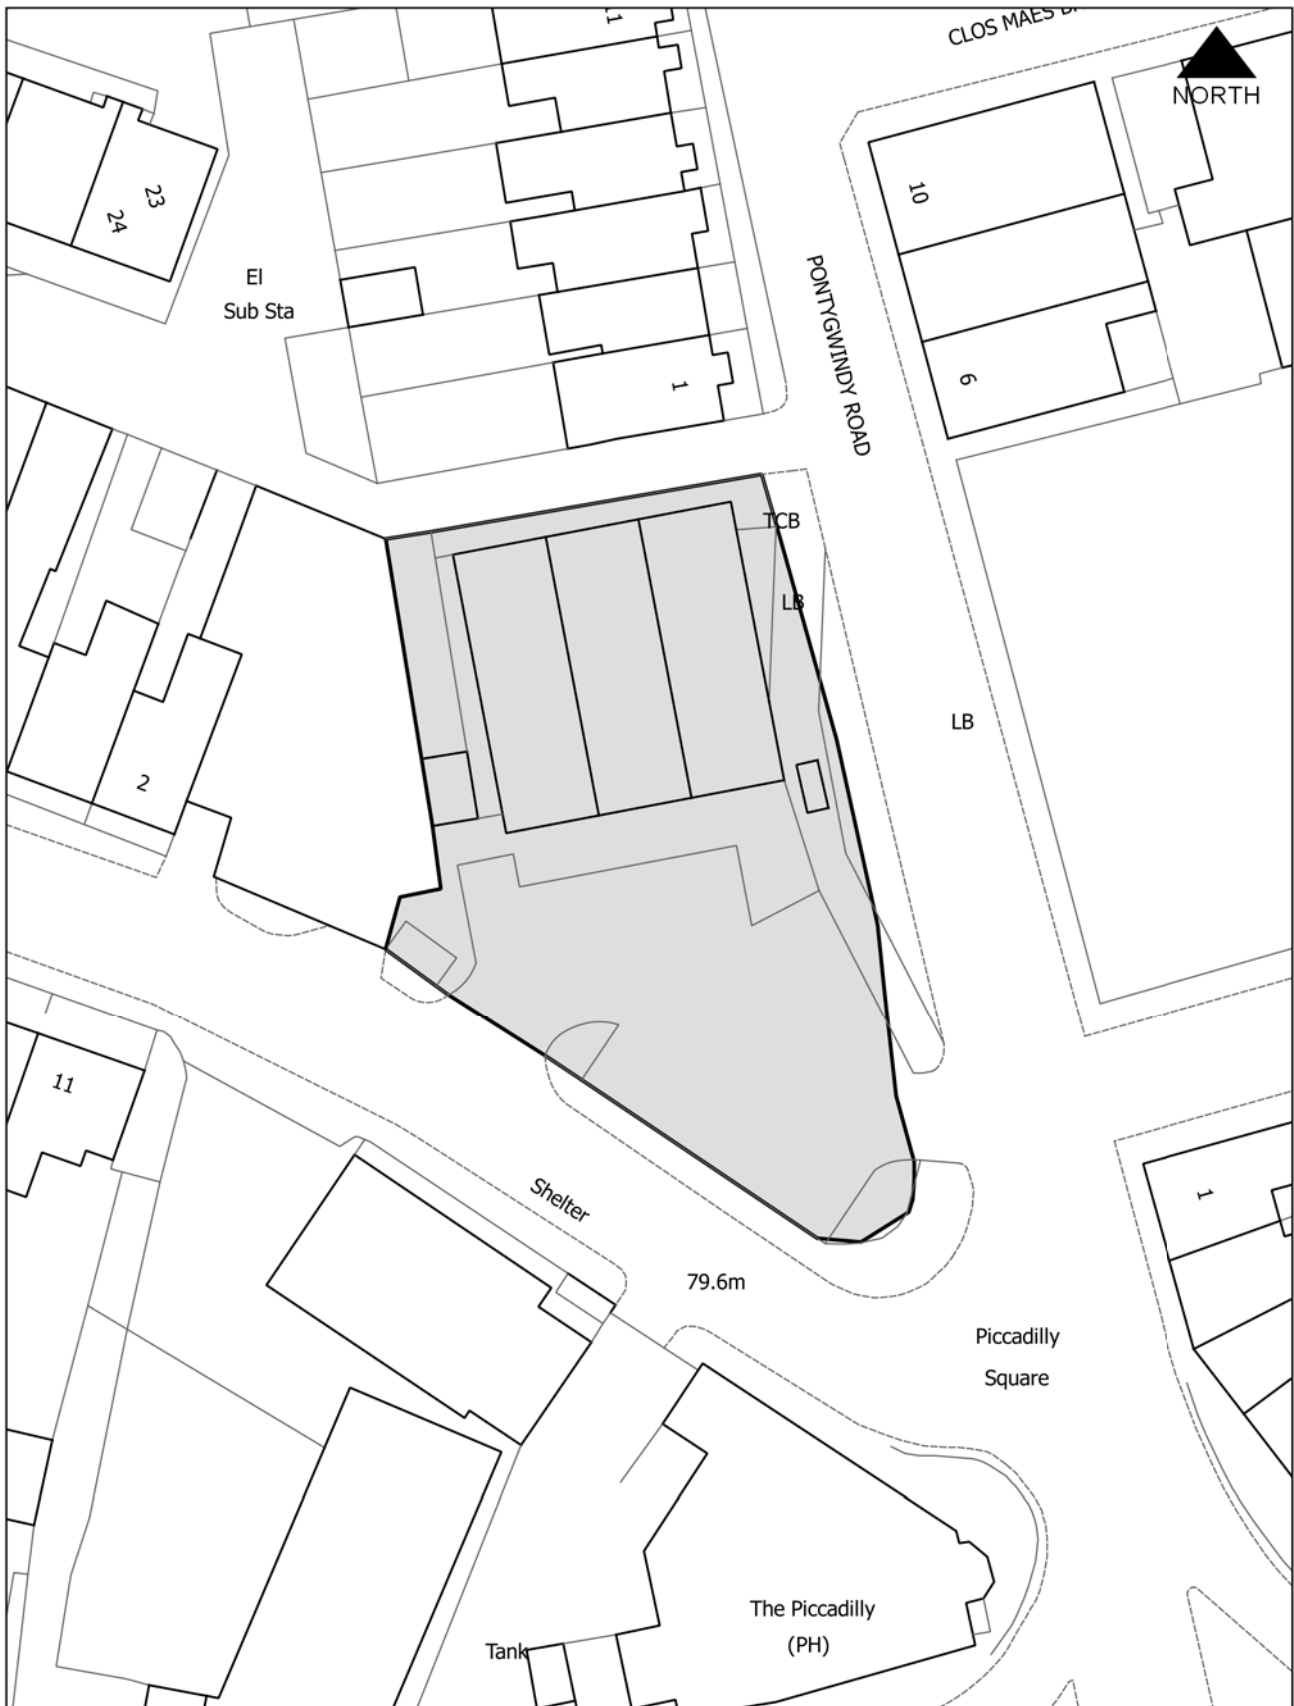 11
CLOS MAES
NORTH
23
24
10
El
Sub Sta
PONTYGWINDY ROAD
1
6
TCB
LB
LB
2
11
Shelter
1
79.6m
Piccadilly
Square
The Piccadilly
(PH)
Tank